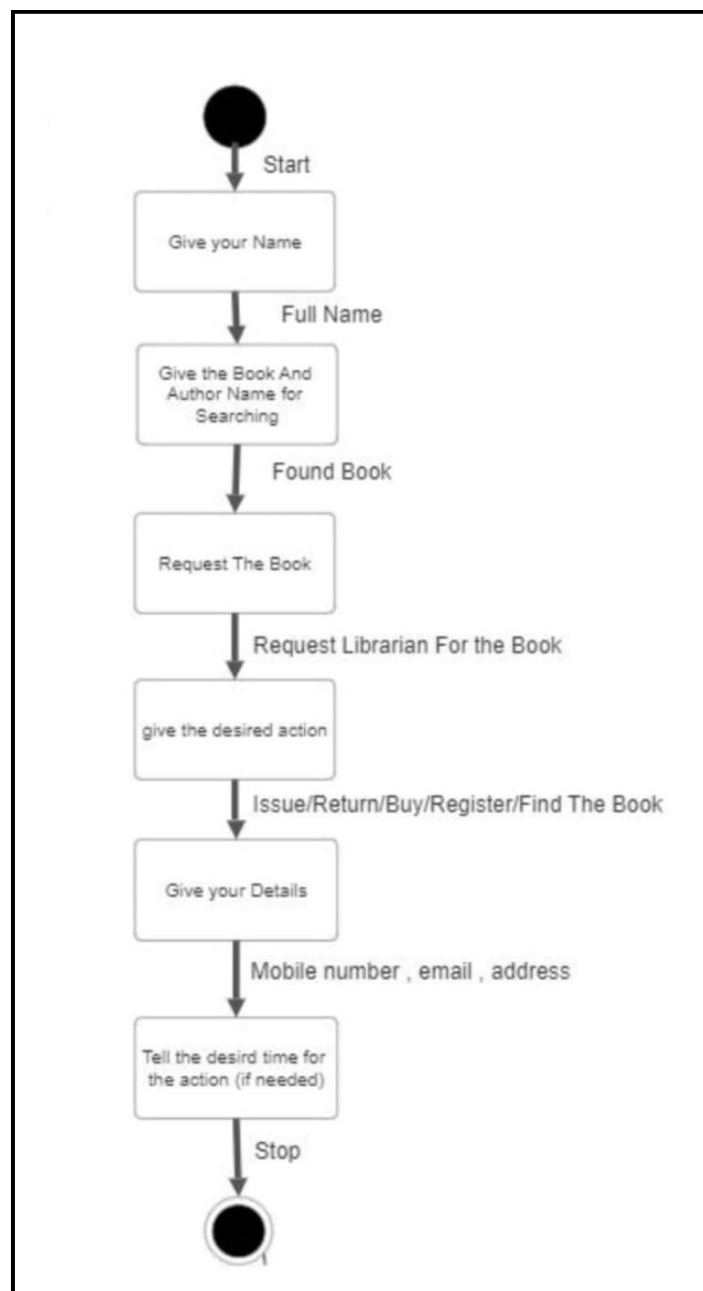 Start
Give your Name
Full Name
Give the Book And
Author Name for
Searching
Found Book
Request The Book
Request Librarian For the Book
give the desired action
Issue/Return/Buy/Register/Find The Book
Give your Details
Mobile number , email , address
Tell the desird time for
the action (if needed)
Stop